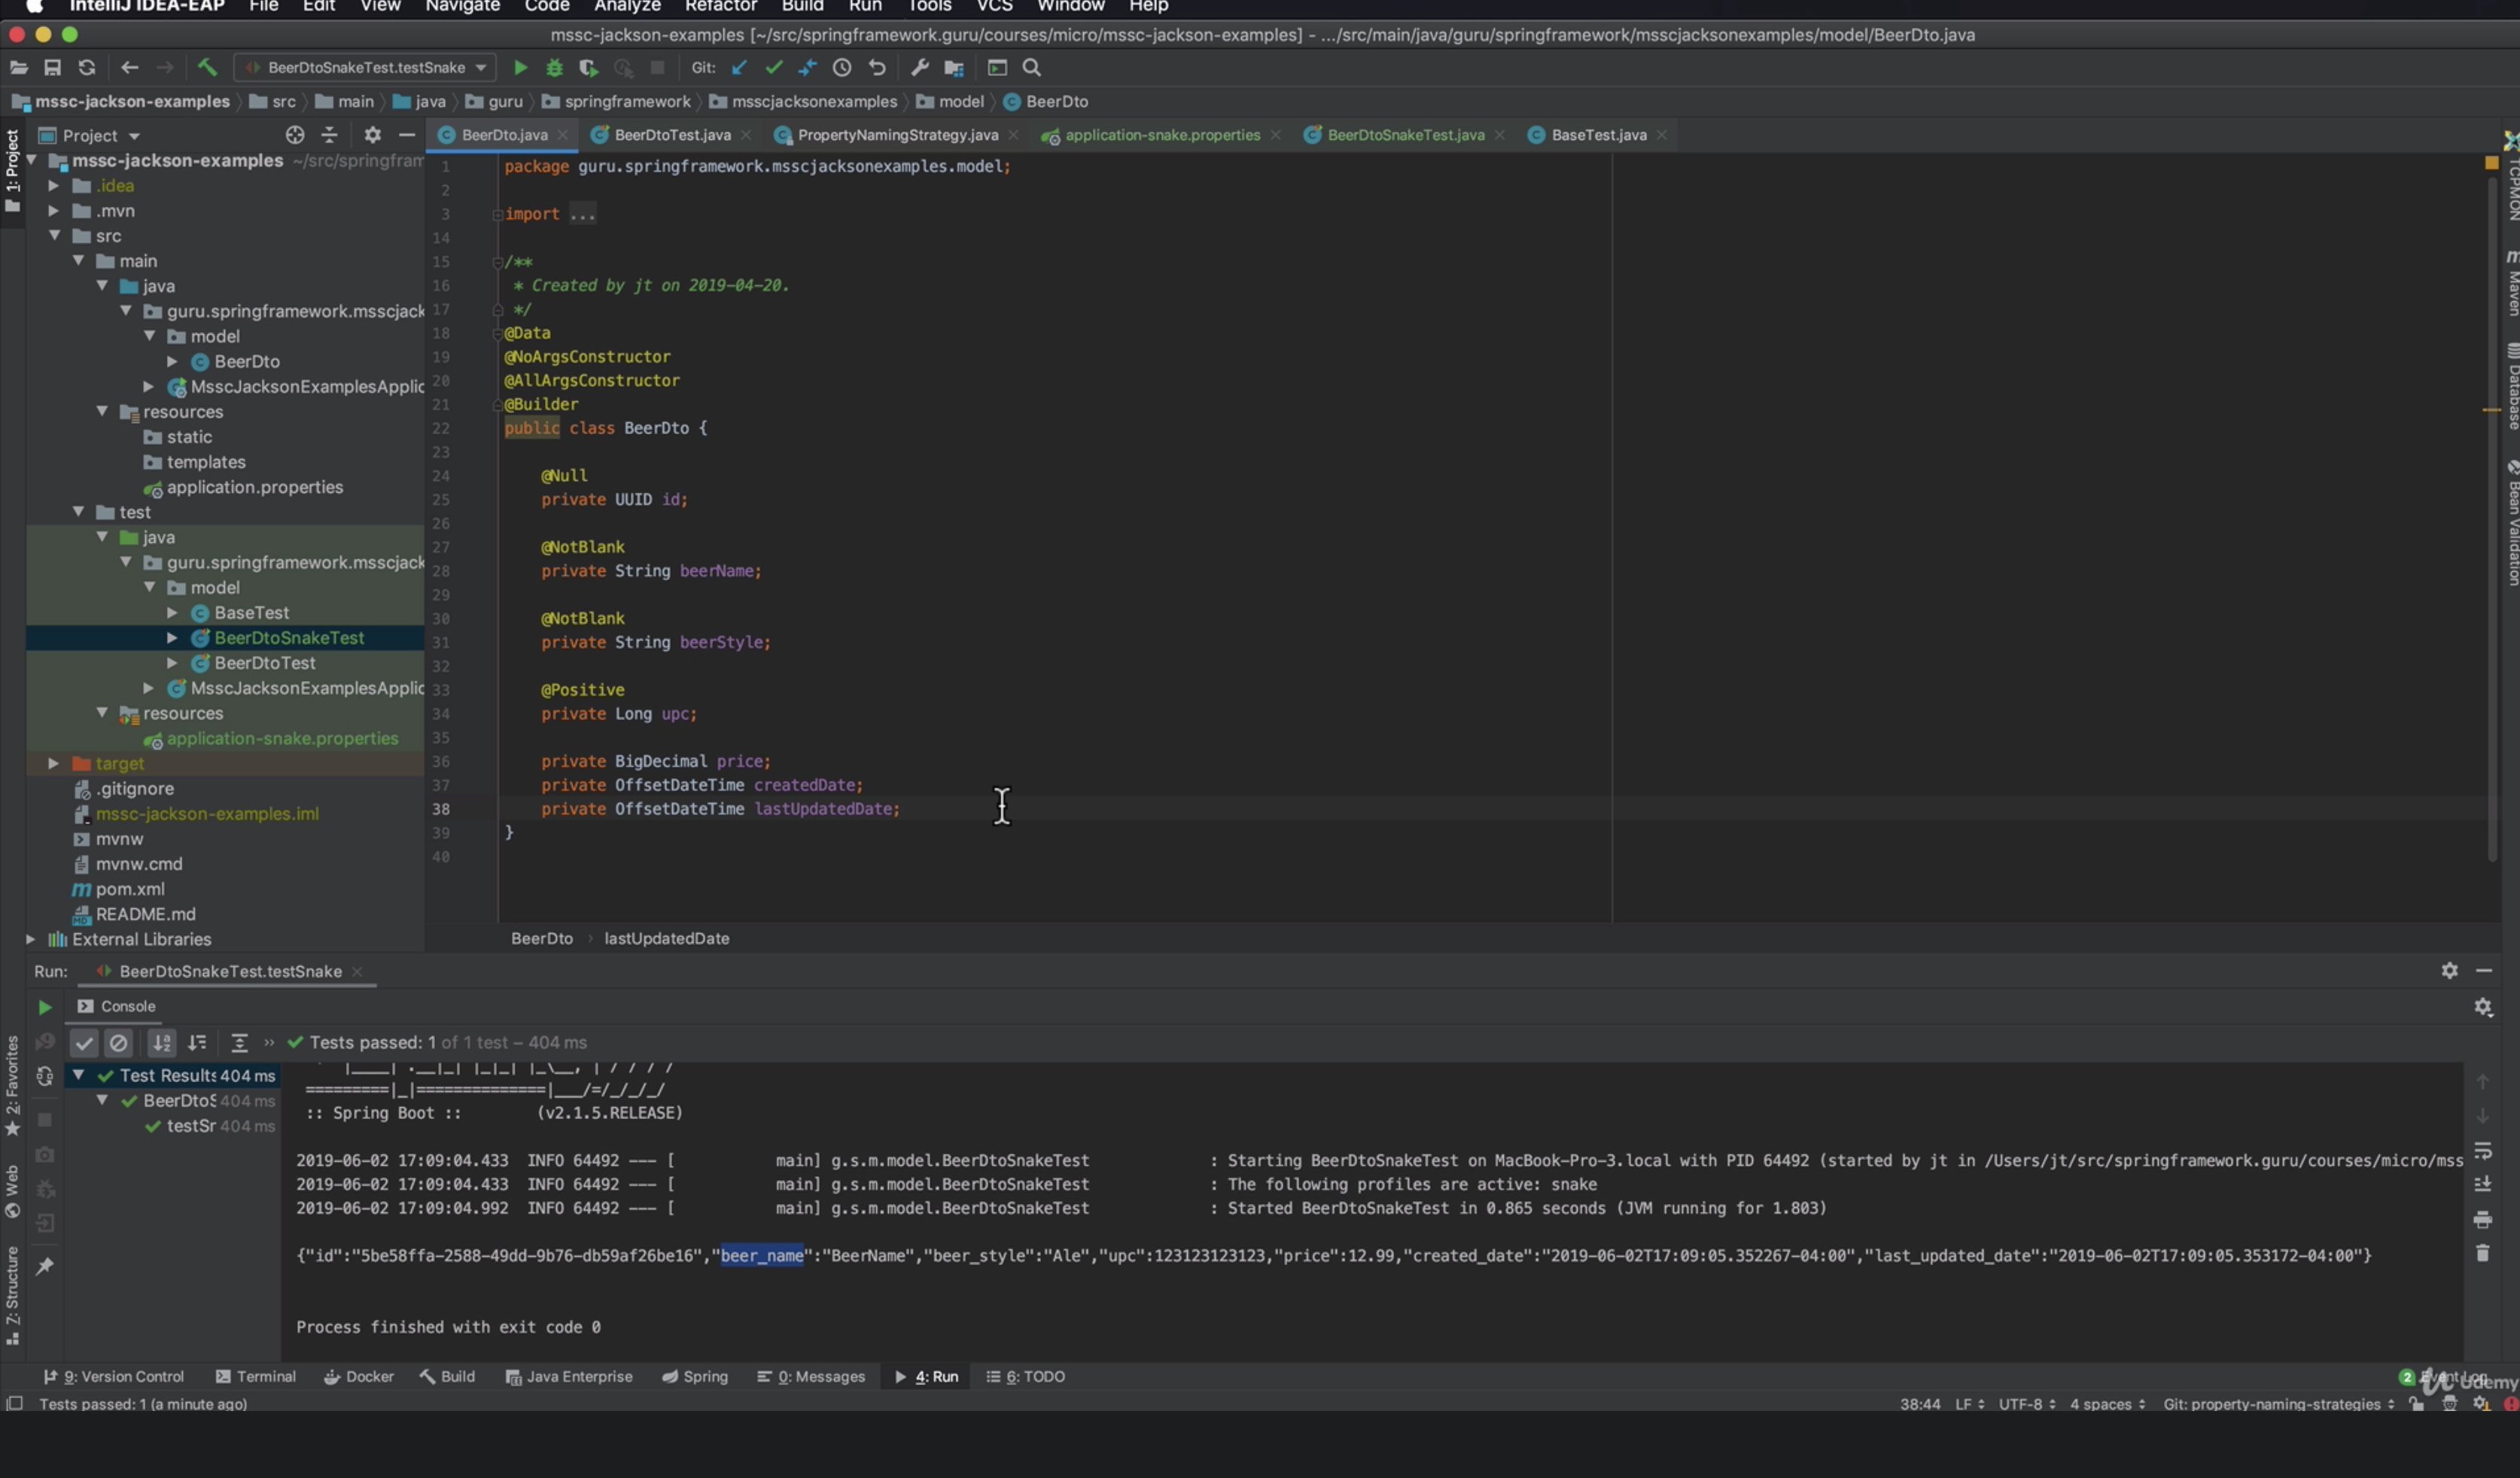 IntelliJ IDEA-EAP File Edit View Navigate Code Analyze Refactor Build Run Tools VCS Window Help
mssc-jackson-examples [~/src/springframework.guru/courses/micro/mssc-jackson-examples] - .../src/main/java/guru/springframework/msscjacksonexamples/model/BeerDto.java
BeerDtoSnakeTest.testSnake Git:
mssc-jackson-examples src main java guru springframework msscjacksonexamples model BeerDto
1: Project
Project
BeerDto.java BeerDtoTest.java PropertyNamingStrategy.java application-snake.properties BeerDtoSnakeTest.java BaseTest.java
mssc-jackson-examples ~/src/springfram
.idea
.mvn
src
main
java
guru.springframework.msscjack
model
BeerDto
MsscJacksonExamplesApplic
resources
static
templates
application.properties
test
java
guru.springframework.msscjack
model
BaseTest
BeerDtoSnakeTest
BeerDtoTest
MsscJacksonExamplesApplic
resources
application-snake.properties
target
.gitignore
mssc-jackson-examples.iml
mvnw
mvnw.cmd
pom.xml
README.md
External Libraries
1 package guru.springframework.msscjacksonexamples.model;
2
3 import ...
14
15 /**
16 * Created by jt on 2019-04-20.
17 */
18 @Data
19 @NoArgsConstructor
20 @AllArgsConstructor
21 @Builder
22 public class BeerDto {
23
24 @Null
25 private UUID id;
26
27 @NotBlank
28 private String beerName;
29
30 @NotBlank
31 private String beerStyle;
32
33 @Positive
34 private Long upc;
35
36 private BigDecimal price;
37 private OffsetDateTime createdDate;
38 private OffsetDateTime lastUpdatedDate;
39 }
40
BeerDto lastUpdatedDate
TCPMON
Maven
Database
Bean Validation
Run: BeerDtoSnakeTest.testSnake
Console
Tests passed: 1 of 1 test – 404 ms
Test Results 404 ms
BeerDtoS 404 ms
testSr 404 ms
=========|_|==============|___/=/_/_/_/
:: Spring Boot :: (v2.1.5.RELEASE)
2019-06-02 17:09:04.433 INFO 64492 --- [ main] g.s.m.model.BeerDtoSnakeTest : Starting BeerDtoSnakeTest on MacBook-Pro-3.local with PID 64492 (started by jt in /Users/jt/src/springframework.guru/courses/micro/mss
2019-06-02 17:09:04.433 INFO 64492 --- [ main] g.s.m.model.BeerDtoSnakeTest : The following profiles are active: snake
2019-06-02 17:09:04.992 INFO 64492 --- [ main] g.s.m.model.BeerDtoSnakeTest : Started BeerDtoSnakeTest in 0.865 seconds (JVM running for 1.803)
{"id":"5be58ffa-2588-49dd-9b76-db59af26be16","beer_name":"BeerName","beer_style":"Ale","upc":123123123123,"price":12.99,"created_date":"2019-06-02T17:09:05.352267-04:00","last_updated_date":"2019-06-02T17:09:05.353172-04:00"}
Process finished with exit code 0
2: Favorites
Web
Z: Structure
9: Version Control Terminal Docker Build Java Enterprise Spring 0: Messages 4: Run 6: TODO 2 Event Log
Udemy
Tests passed: 1 (a minute ago) 38:44 LF UTF-8 4 spaces Git: property-naming-strategies